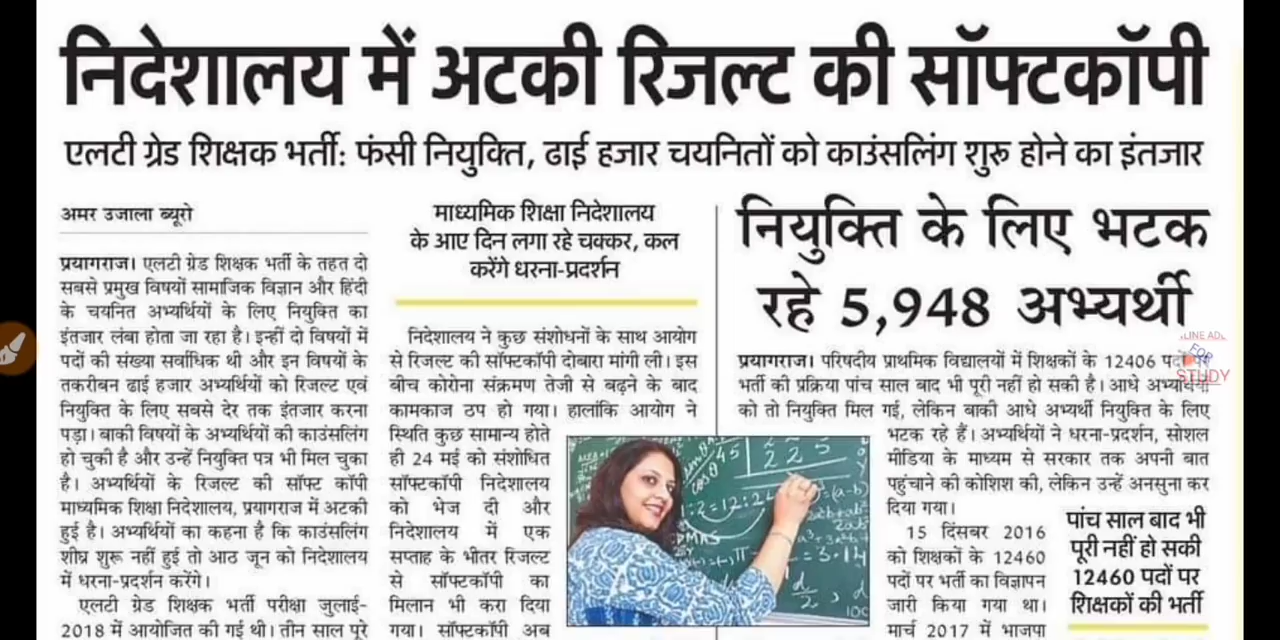 निदेशालय में अटकी रिजल्ट की सॉफ्टकॉपी
एलटी ग्रेड शिक्षक भर्ती: फंसी नियुक्ति, ढाई हजार चयनितों को काउंसलिंग शुरू होने का इंतजार
अमर उजाला ब्यूरो
प्रयागराज। एलटी ग्रेड शिक्षक भर्ती के तहत दो
सबसे प्रमुख विषयों सामाजिक विज्ञान और हिंदी
के चयनित अभ्यर्थियों के लिए नियुक्ति का
इंतजार लंबा होता जा रहा है। इन्हीं दो विषयों में
पदों की संख्या सर्वाधिक थी और इन विषयों के
तकरीबन ढाई हजार अभ्यर्थियों को रिजल्ट एवं
नियुक्ति के लिए सबसे देर तक इंतजार करना
पड़ा। बाकी विषयों के अभ्यर्थियों की काउंसलिंग
हो चुकी है और उन्हें नियुक्ति पत्र भी मिल चुका
है। अभ्यर्थियों के रिजल्ट की सॉफ्ट कॉपी
माध्यमिक शिक्षा निदेशालय, प्रयागराज में अटकी
हुई है। अभ्यर्थियों का कहना है कि काउंसलिंग
शीघ्र शुरू नहीं हुई तो आठ जून को निदेशालय
में धरना-प्रदर्शन करेंगे।
एलटी ग्रेड शिक्षक भर्ती परीक्षा जुलाई-
2018 में आयोजित की गई थी। तीन साल पूरे
माध्यमिक शिक्षा निदेशालय
के आए दिन लगा रहे चक्कर, कल
करेंगे धरना-प्रदर्शन
निदेशालय ने कुछ संशोधनों के साथ आयोग
से रिजल्ट की सॉफ्टकॉपी दोबारा मांगी ली। इस
बीच कोरोना संक्रमण तेजी से बढ़ने के बाद
कामकाज ठप हो गया। हालांकि आयोग ने
स्थिति कुछ सामान्य होते
ही 24 मई को संशोधित
सॉफ्टकॉपी निदेशालय
को भेज दी और
निदेशालय में एक
सप्ताह के भीतर रिजल्ट
से सॉफ्टकॉपी का
मिलान भी करा दिया
गया। सॉफ्टकॉपी अब
नियुक्ति के लिए भटक
रहे 5,948 अभ्यर्थी
प्रयागराज। परिषदीय प्राथमिक विद्यालयों में शिक्षकों के 12406
भर्ती की प्रक्रिया पांच साल बाद भी पूरी नहीं हो सकी है। आधे
को तो नियुक्ति मिल गई, लेकिन बाकी आधे अभ्यर्थी नियुक्ति के लिए
भटक रहे हैं। अभ्यर्थियों ने धरना-प्रदर्शन, सोशल
मीडिया के माध्यम से सरकार तक अपनी बात
पहुंचाने की कोशिश की, लेकिन उन्हें अनसुना कर
दिया गया।
15 दिसंबर 2016
को शिक्षकों के 12460
पदों पर भर्ती का विज्ञापन
जारी किया गया था।
मार्च 2017 में भाजपा
पांच साल बाद भी
पूरी नहीं हो सकी
12460 पदों पर
शिक्षकों की भर्ती
FOR
STUDY